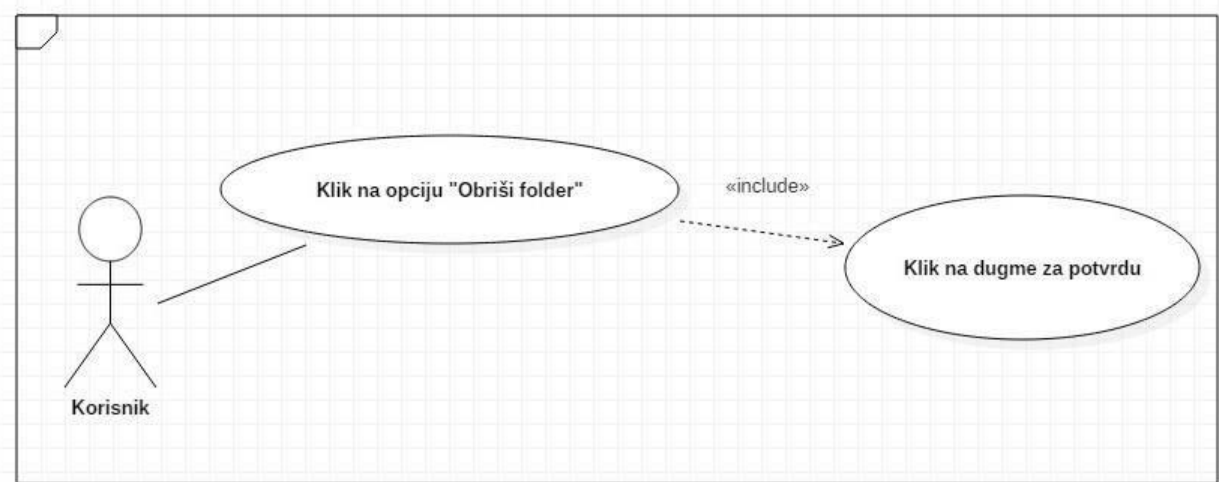 Klik na opciju "Obriši folder"
«include»
Klik na dugme za potvrdu
Korisnik